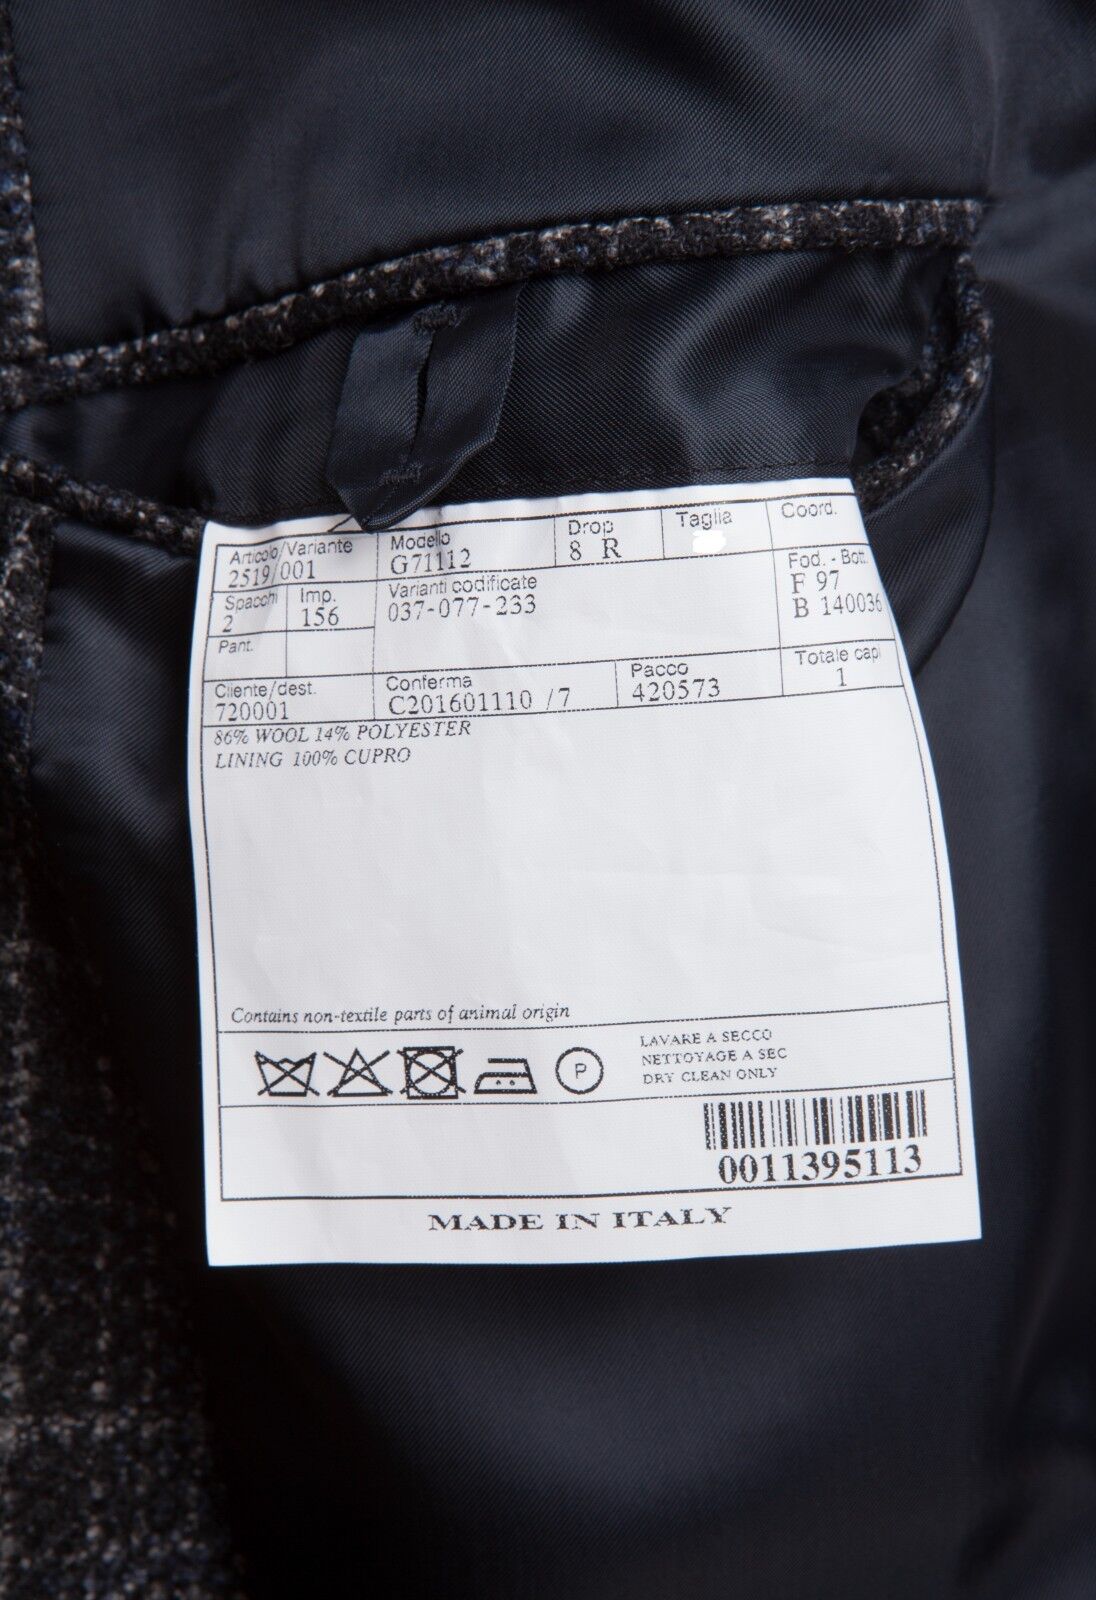 Articolo/Variante Modello Drop Taglia Coord.
2519/001 G71112 8 R
Spacchi Imp. Varianti codificate Fod. - Bott.
2 156 037-077-233 F 97
B 140036
Pant.
Cliente/dest. Conferma Pacco Totale capi
720001 C201601110 /7 420573 1
86% WOOL 14% POLYESTER
LINING 100% CUPRO
Contains non-textile parts of animal origin
P
LAVARE A SECCO
NETTOYAGE A SEC
DRY CLEAN ONLY
0011395113
MADE IN ITALY